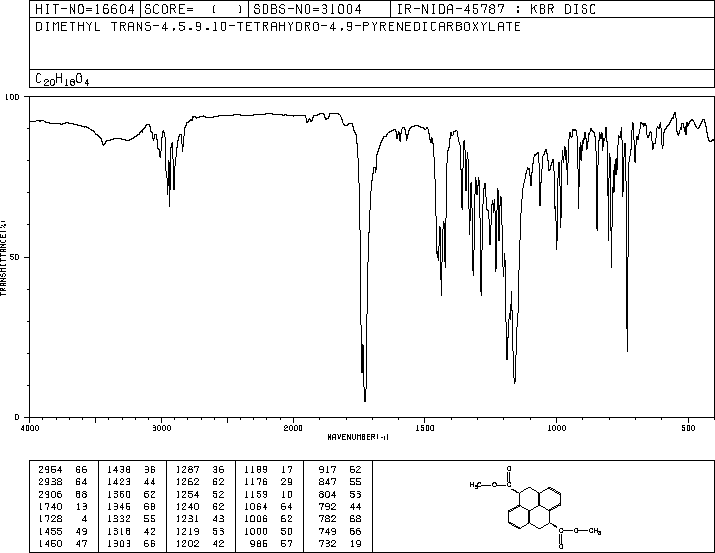 HIT-NO=16604 SCORE= ( ) SDBS-NO=31004 IR-NIDA-45787 : KBR DISC
DIMETHYL TRANS-4,5,9,10-TETRAHYDRO-4,9-PYRENEDICARBOXYLATE
C20H18O4
100
50
0
TRANSMITTANCE(%)
4000 3000 2000 1500 1000 500
WAVENUMBER(-1)
2954 66 1438 36 1287 36 1189 17 917 62
2938 64 1423 44 1262 62 1176 29 847 55
2906 68 1360 62 1254 52 1159 10 804 53
1740 13 1346 68 1240 62 1064 64 792 44
1728 4 1332 55 1231 43 1006 62 782 68
1455 49 1318 42 1219 53 1000 50 749 66
1450 47 1303 66 1202 42 986 57 732 19
O
H3C-O-C
C-O-CH3
O